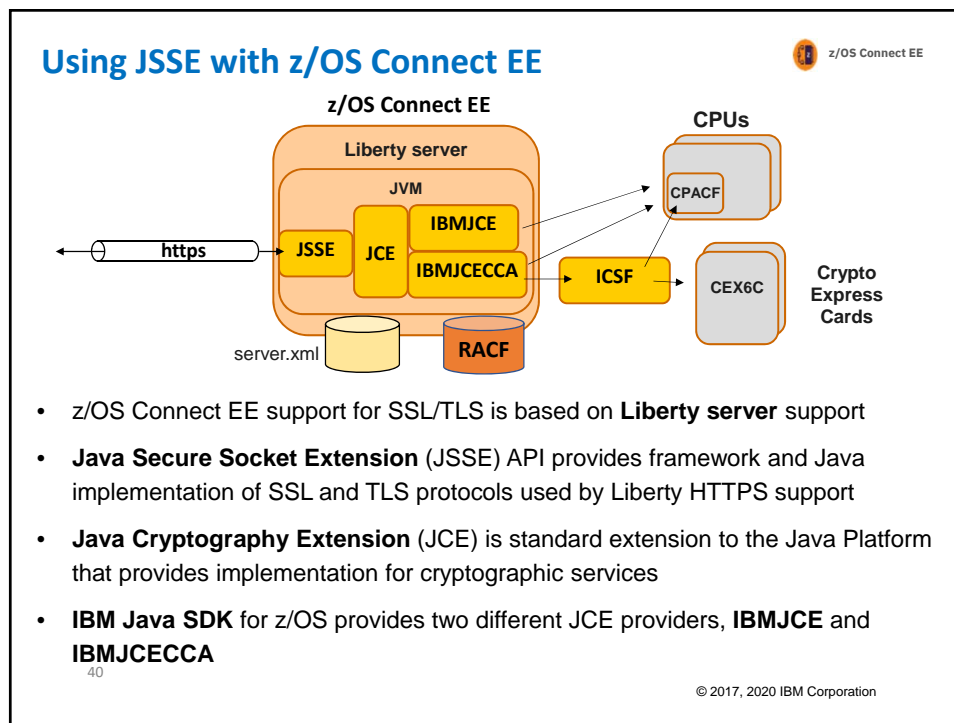 Using JSSE with z/OS Connect EE
z/OS Connect EE
z/OS Connect EE
CPUs
Liberty server
JVM
CPACF
IBMJCE
https
JSSE
JCE
IBMJCECCA
ICSF
CEX6C
Crypto
Express
Cards
server.xml
RACF
• z/OS Connect EE support for SSL/TLS is based on Liberty server support
• Java Secure Socket Extension (JSSE) API provides framework and Java
implementation of SSL and TLS protocols used by Liberty HTTPS support
• Java Cryptography Extension (JCE) is standard extension to the Java Platform
that provides implementation for cryptographic services
• IBM Java SDK for z/OS provides two different JCE providers, IBMJCE and
IBMJCECCA
40
© 2017, 2020 IBM Corporation